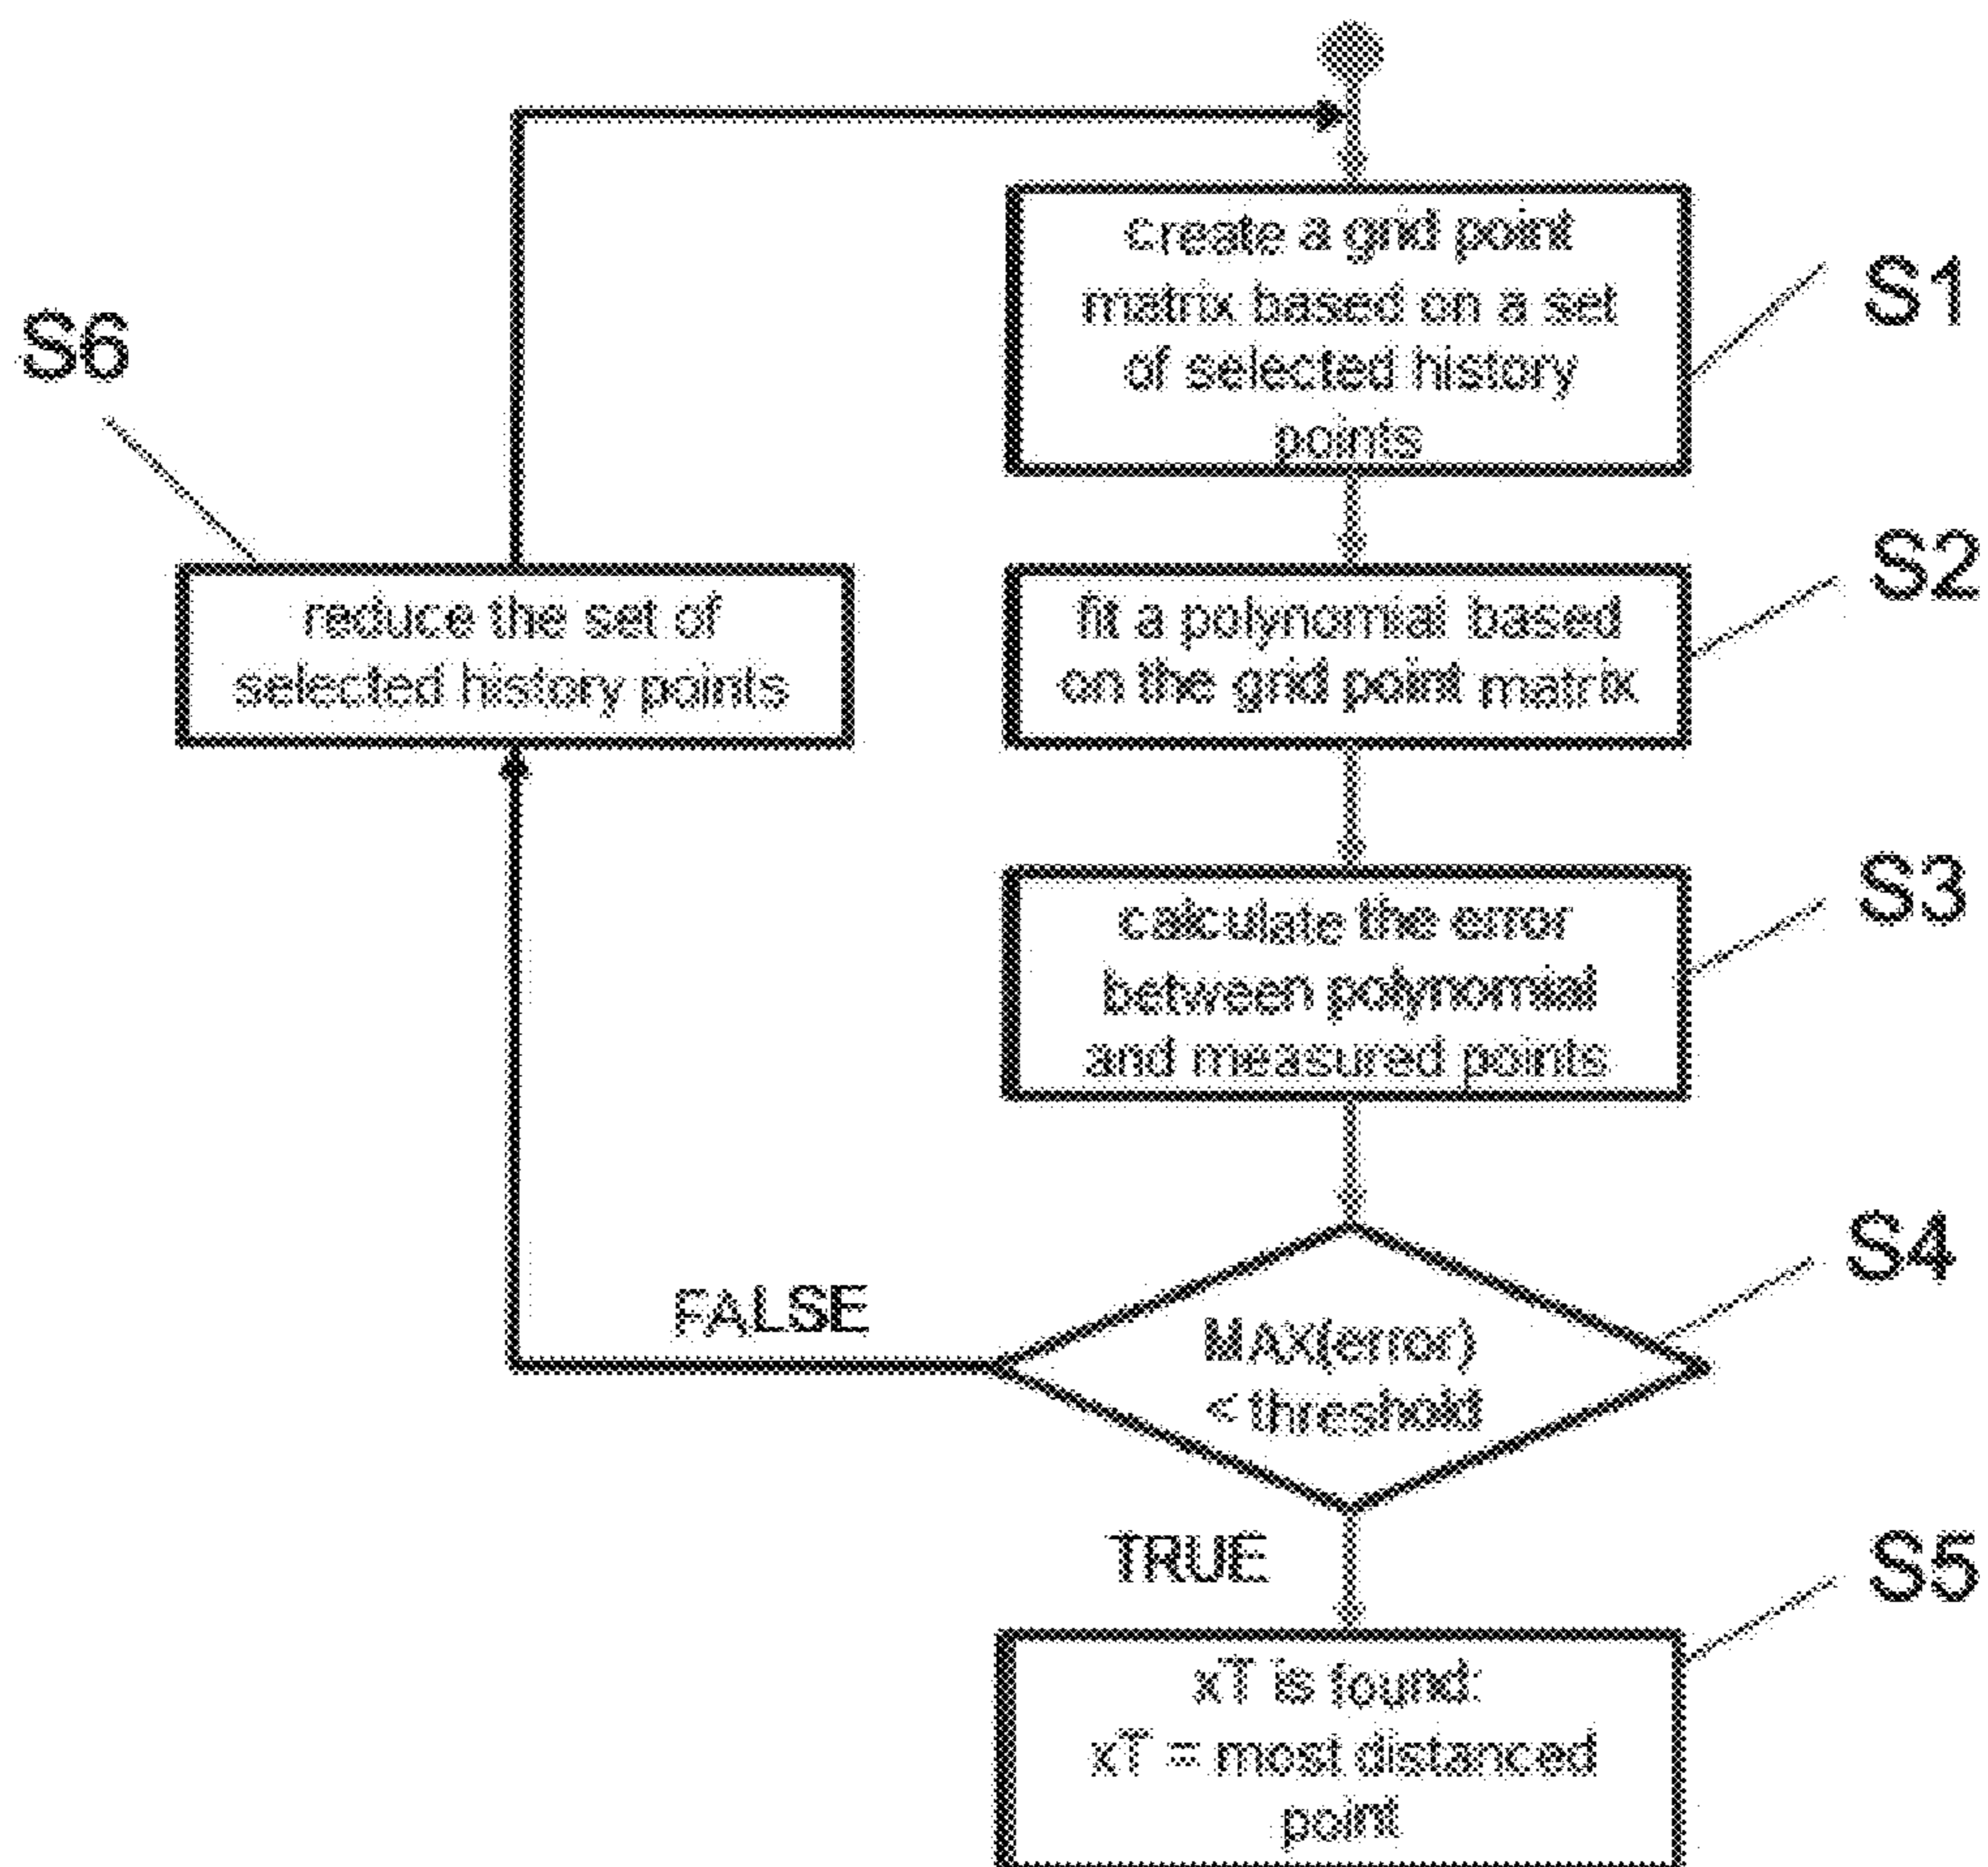 create a grid point
matrix based on a set
of selected history
points
S1
S6
reduce the set of
selected history points
fit a polynomial based
on the grid point matrix
S2
calculate the error
between polynomial
and measured points
S3
FALSE
MAX(error)
< threshold
S4
TRUE
xT is found:
xT = most distanced
point
S5